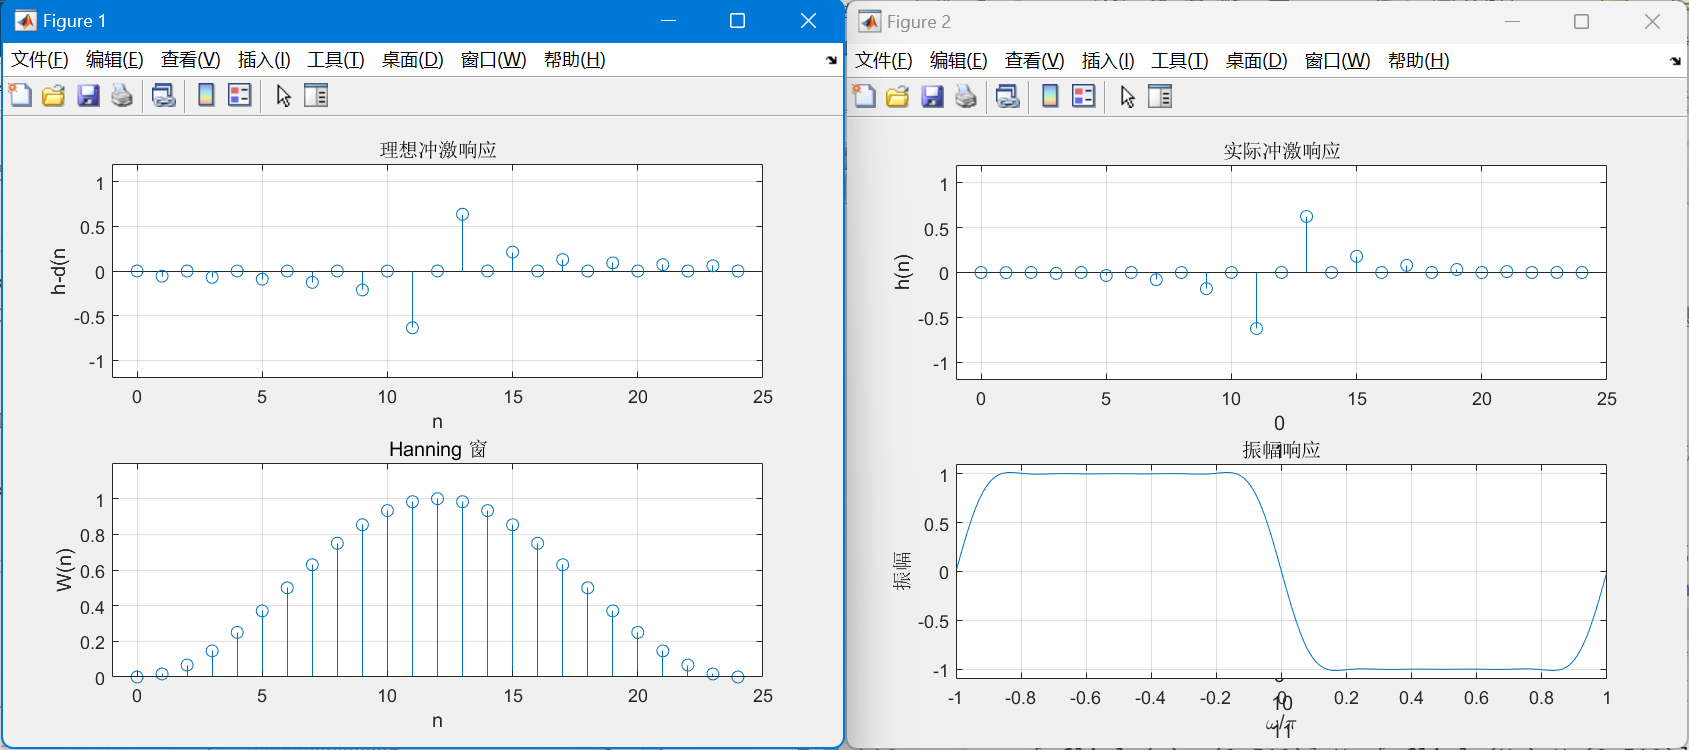 Figure 1
文件(F) 编辑(E) 查看(V) 插入(I) 工具(T) 桌面(D) 窗口(W) 帮助(H)
理想冲激响应
h-d(n
1
0.5
0
-0.5
-1
0 5 10 15 20 25
n
Hanning 窗
W(n)
1
0.8
0.6
0.4
0.2
0
0 5 10 15 20 25
n
Figure 2
文件(F) 编辑(E) 查看(V) 插入(I) 工具(T) 桌面(D) 窗口(W) 帮助(H)
实际冲激响应
h(n)
1
0.5
0
-0.5
-1
0 5 10 15 20 25
0
振幅响应
振幅
1
0.5
0
-0.5
-1
-1 -0.8 -0.6 -0.4 -0.2 0 0.2 0.4 0.6 0.8 1
10
ω/π